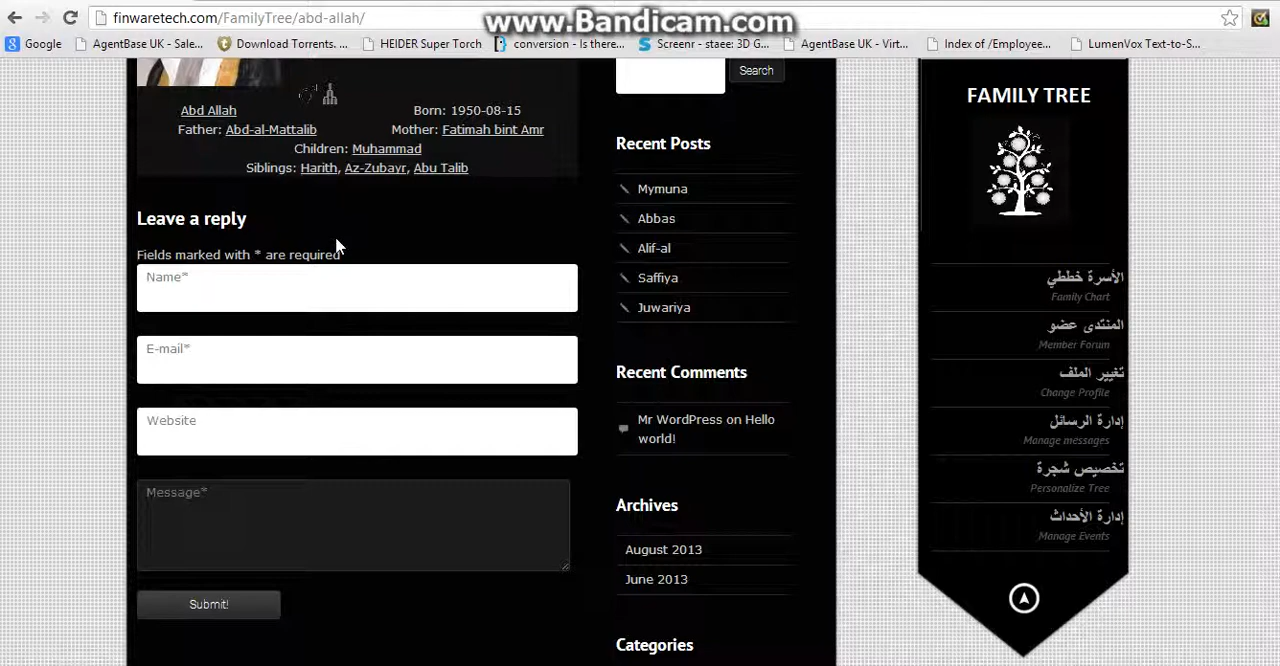 finwaretech.com/FamilyTree/abd-allah/
www.Bandicam.com
Google
AgentBase UK - Sale...
Download Torrents. ...
HEIDER Super Torch
conversion - Is there...
Screenr - staee: 3D G...
AgentBase UK - Virt...
Index of /Employee...
LumenVox Text-to-S...
Abd Allah
Born: 1950-08-15
Father: Abd-al-Mattalib
Mother: Fatimah bint Amr
Children: Muhammad
Siblings: Harith, Az-Zubayr, Abu Talib
Leave a reply
Fields marked with * are required
Name*
E-mail*
Website
Message*
Submit!
Search
Recent Posts
Mymuna
Abbas
Alif-al
Saffiya
Juwariya
Recent Comments
Mr WordPress on Hello
world!
Archives
August 2013
June 2013
Categories
FAMILY TREE
الأسرة خططي
Family Chart
المنتدى عضو
Member Forum
تغيير الملف
Change Profile
إدارة الرسائل
Manage messages
تخصيص شجرة
Personalize Tree
إدارة الأحداث
Manage Events